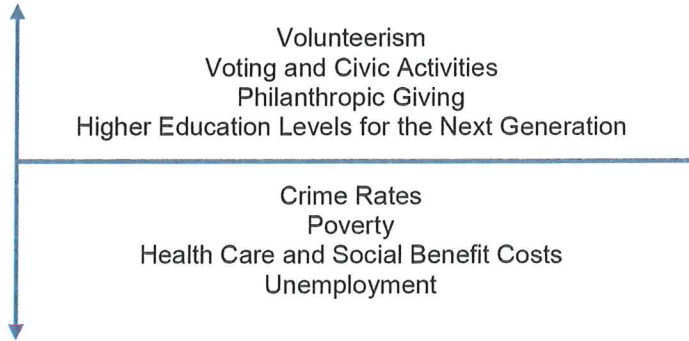 Volunteerism
Voting and Civic Activities
Philanthropic Giving
Higher Education Levels for the Next Generation
Crime Rates
Poverty
Health Care and Social Benefit Costs
Unemployment